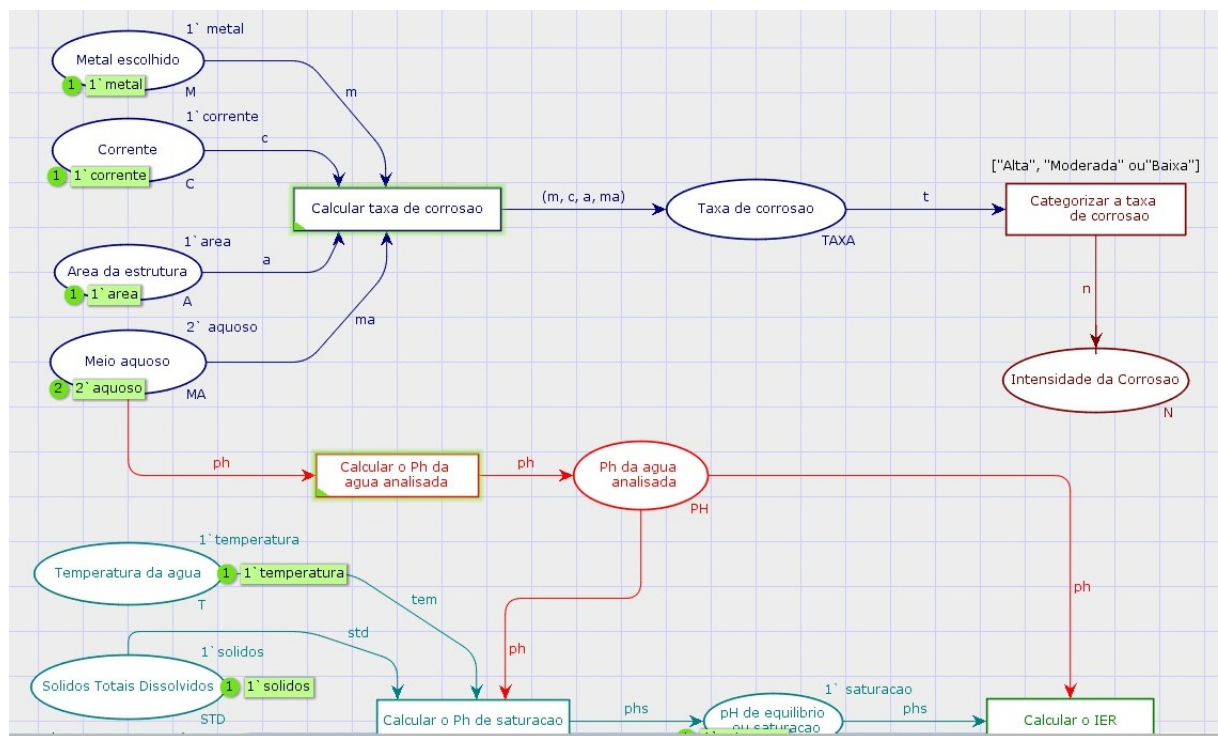 1` metal
Metal escolhido
1 1`metal
M
m
1`corrente
Corrente
c
1 1`corrente
C
["Alta", "Moderada" ou"Baixa"]
Calcular taxa de corrosao
(m, c, a, ma)
Taxa de corrosao
t
Categorizar a taxa
de corrosao
TAXA
1`area
Area da estrutura
a
1 1`area
A
n
2` aquoso
ma
Meio aquoso
2 2`aquoso
MA
Intensidade da Corrosao
N
ph
Calcular o Ph da
agua analisada
ph
Ph da agua
analisada
PH
1`temperatura
Temperatura da agua
1 1`temperatura
T
tem
ph
ph
std
1`solidos
Solidos Totais Dissolvidos
1 1`solidos
STD
Calcular o Ph de saturacao
phs
1` saturacao
pH de equilibrio
ou saturacao
phs
Calcular o IER